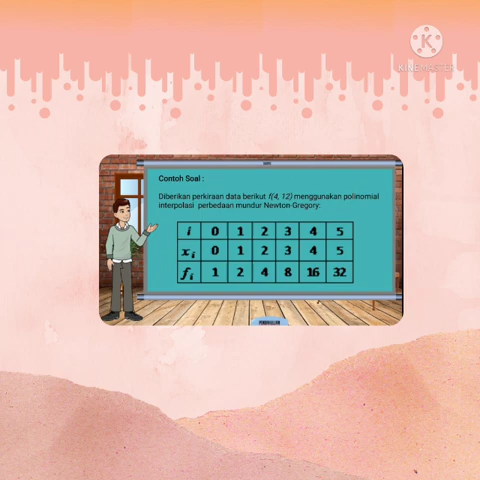 KINEMASTER
Contoh Soal :
Diberikan perkiraan data berikut f(4, 12) menggunakan polinomial
interpolasi perbedaan mundur Newton-Gregory:
i 0 1 2 3 4 5
xi 0 1 2 3 4 5
fi 1 2 4 8 16 32